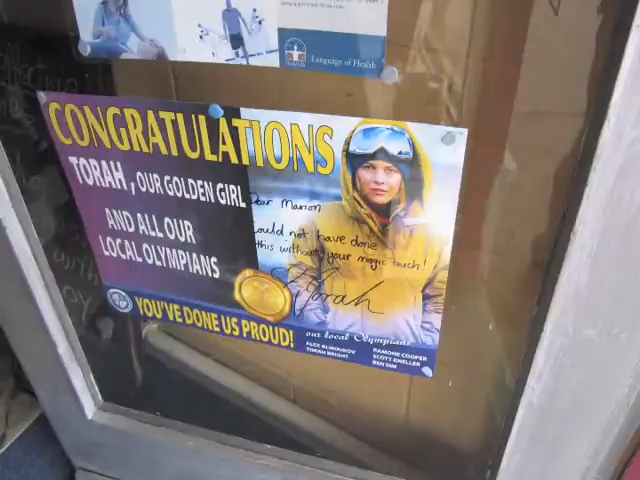 Language of Health
CONGRATULATIONS
TORAH, OUR GOLDEN GIRL
AND ALL OUR
LOCAL OLYMPIANS
Dear Marion
Could not have done
this without your magic touch!
Torah
YOU'VE DONE US PROUD!
our local Olympians
ALEX ALMOUKOV
TORAH BRIGHT
RAMONE COOPER
SCOTT KNELLER
BEN SIM